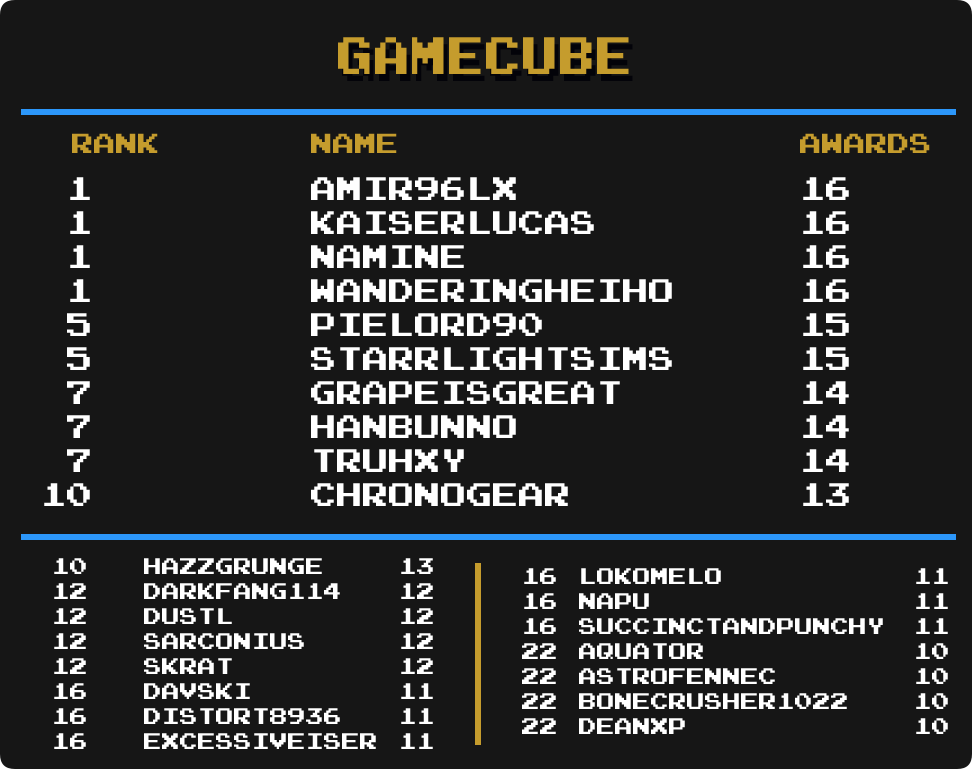 GAMECUBE
RANK NAME AWARDS
1 AMIR96LX 16
1 KAISERLUCAS 16
1 NAMINE 16
1 WANDERINGHEIHO 16
5 PIELORD90 15
5 STARRLIGHTSIMS 15
7 GRAPEISGREAT 14
7 HANBUNNO 14
7 TRUHXY 14
10 CHRONOGEAR 13
10 HAZZGRUNGE 13
12 DARKFANG114 12
12 DUSTL 12
12 SARCONIUS 12
12 SKRAT 12
16 DAVSKI 11
16 DISTORT8936 11
16 EXCESSIVEISER 11
16 LOKOMELO 11
16 NAPU 11
16 SUCCINCTANDPUNCHY 11
22 AQUATOR 10
22 ASTROFENNEC 10
22 BONECRUSHER1022 10
22 DEANXP 10